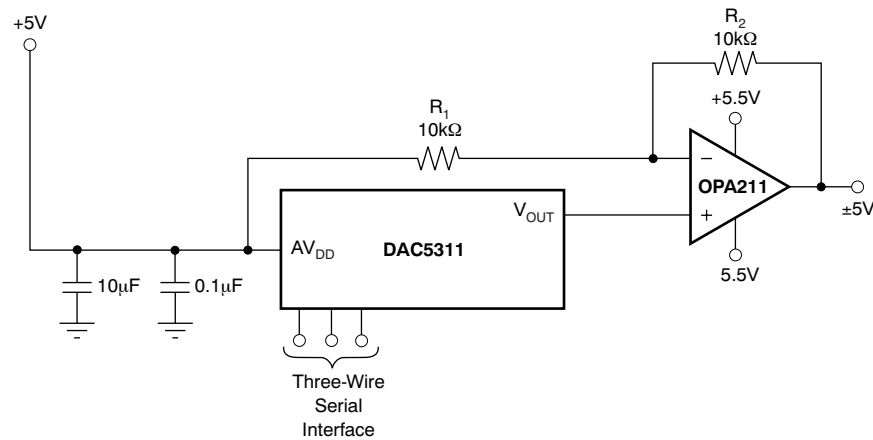 +5V
R2
10kΩ
R1
10kΩ
+5.5V
−
OPA211
+
±5V
5.5V
VOUT
AVDD
DAC5311
10μF
0.1μF
Three-Wire
Serial
Interface